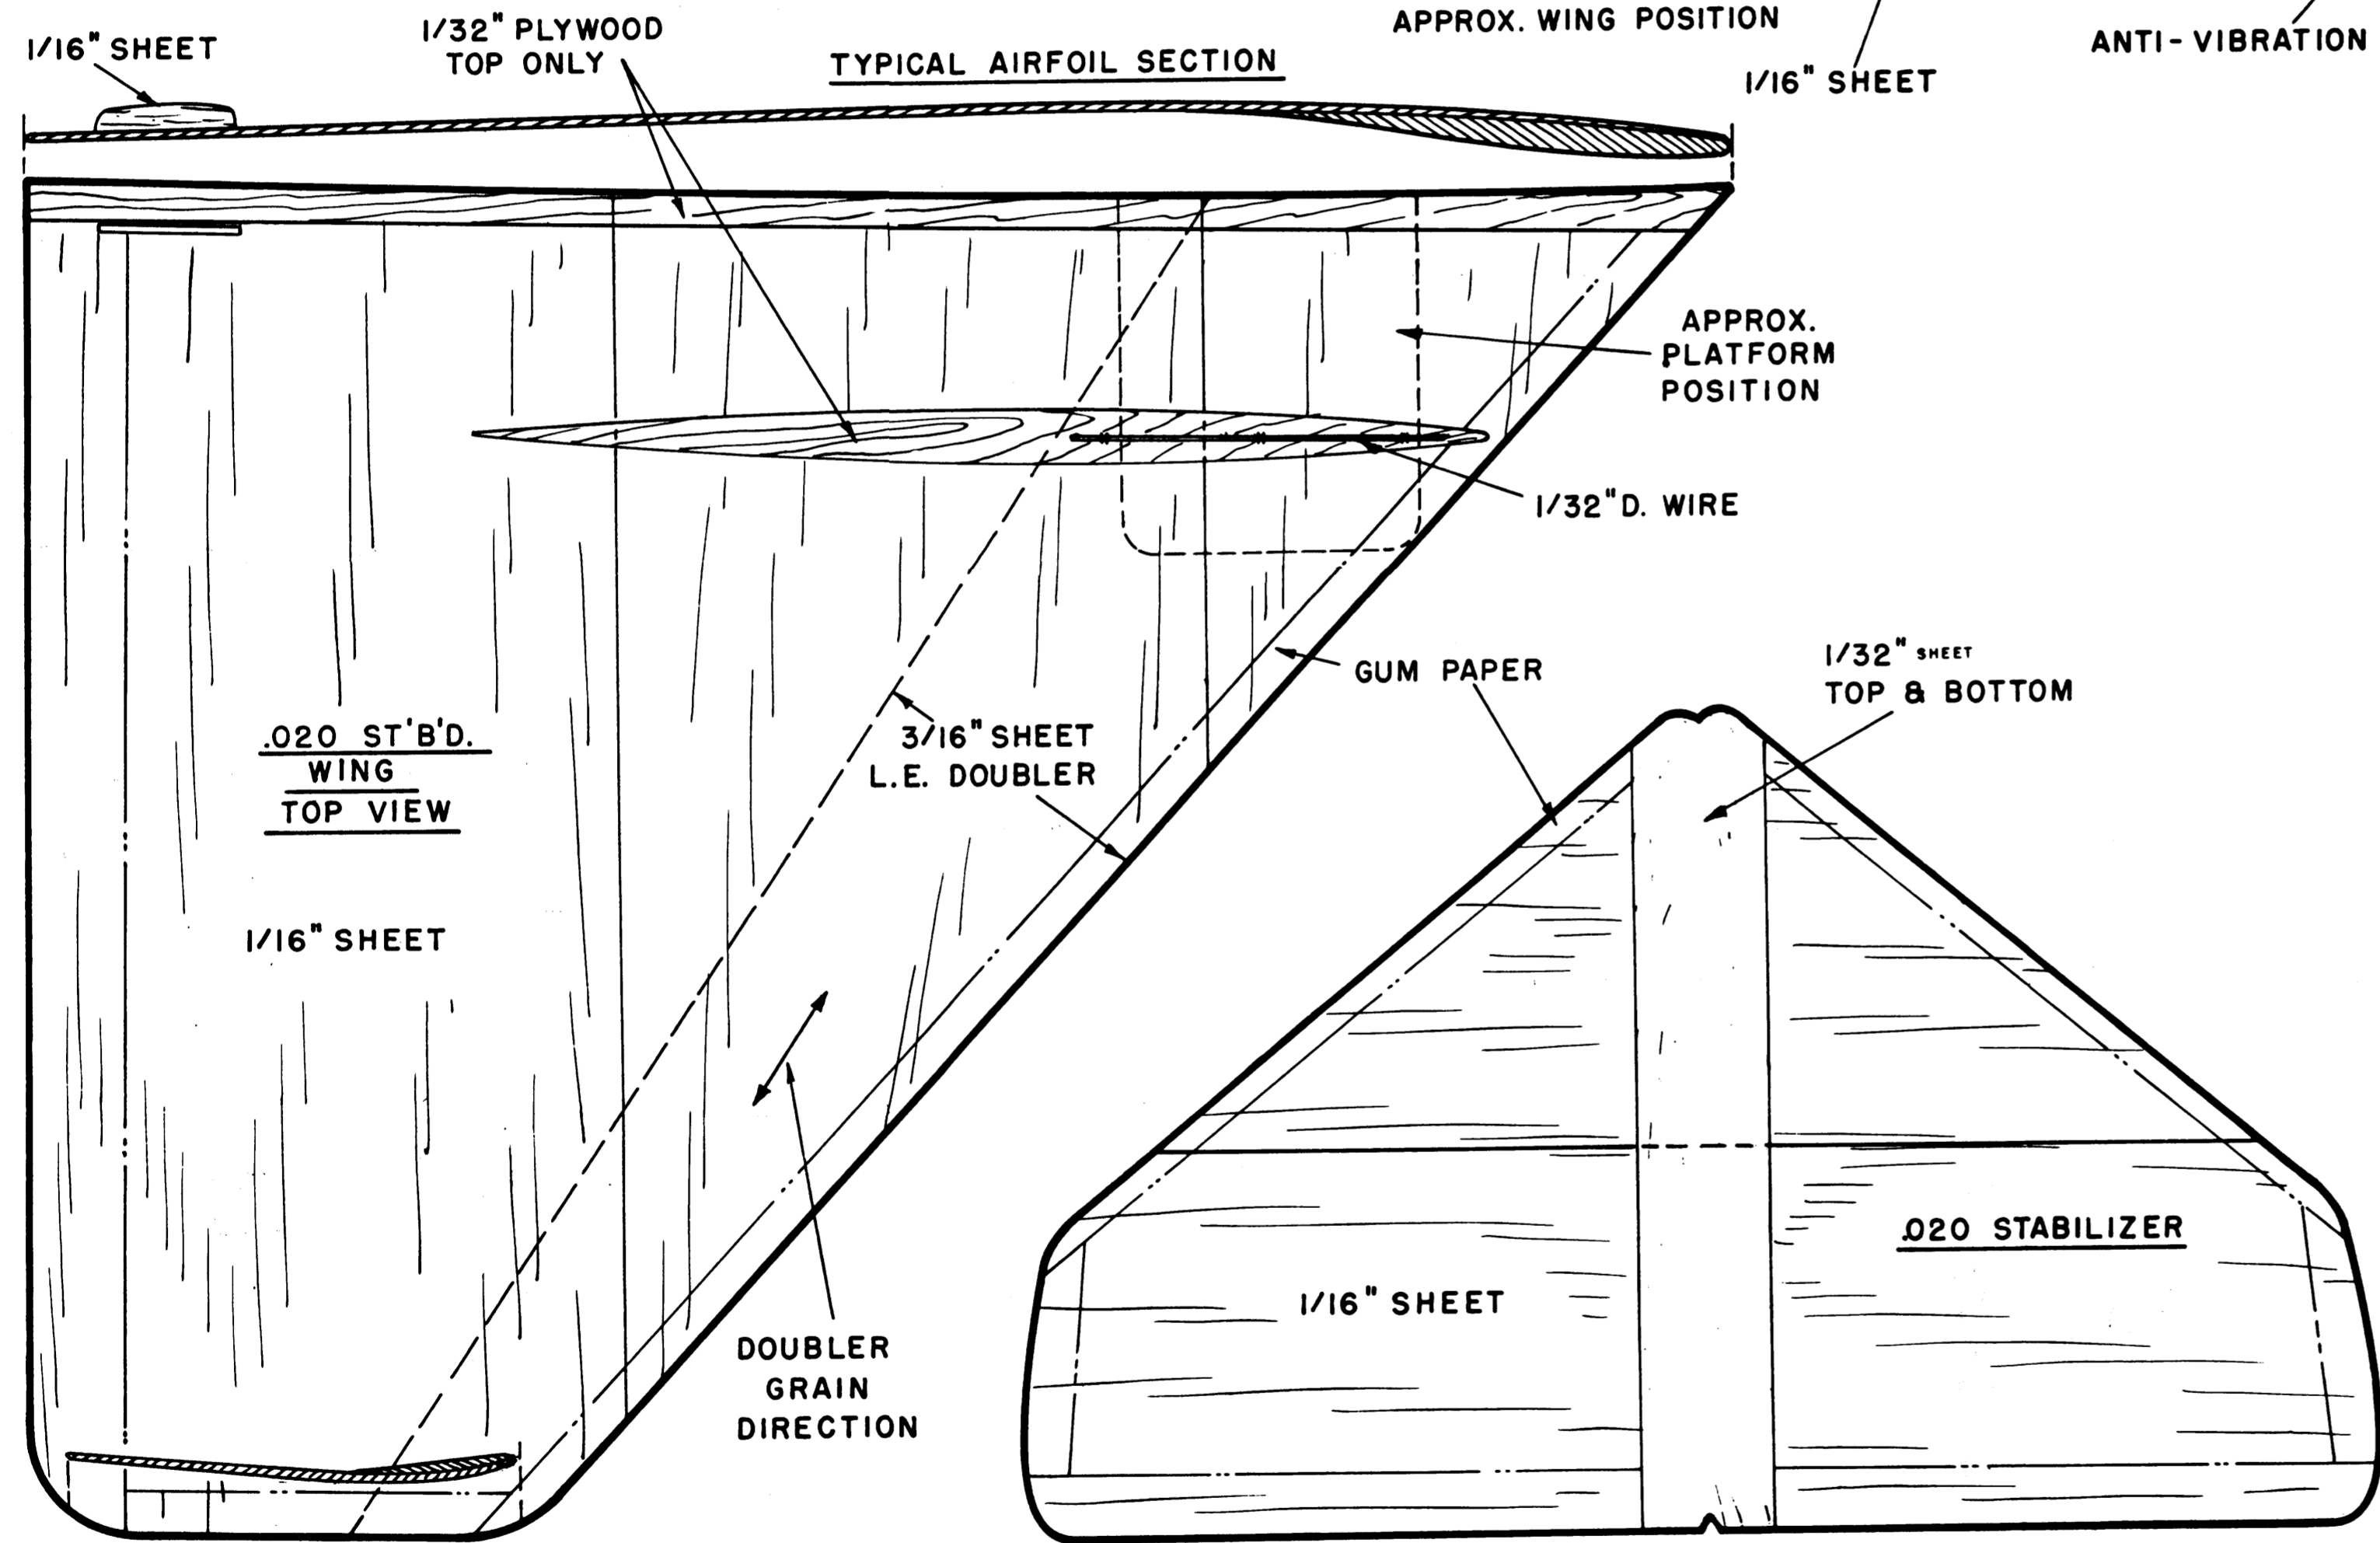 1/16" SHEET
1/32" PLYWOOD
TOP ONLY
TYPICAL AIRFOIL SECTION
APPROX. WING POSITION
1/16" SHEET
ANTI-VIBRATION
APPROX.
PLATFORM
POSITION
1/32" D. WIRE
GUM PAPER
1/32" SHEET
TOP & BOTTOM
.020 ST'B'D.
WING
TOP VIEW
3/16" SHEET
L.E. DOUBLER
1/16" SHEET
DOUBLER
GRAIN
DIRECTION
.020 STABILIZER
1/16" SHEET